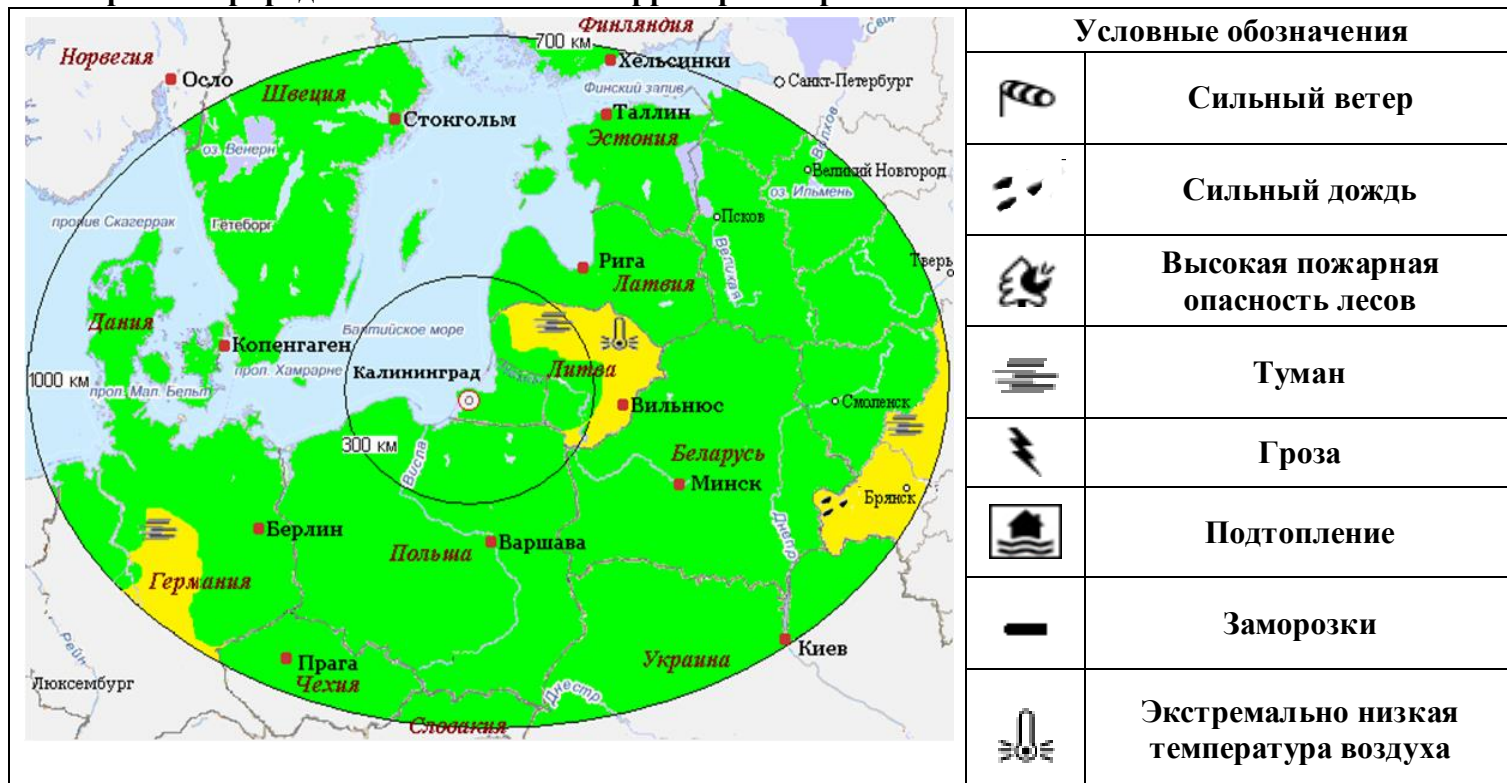 Условные обозначения
Сильный ветер
Сильный дождь
Высокая пожарная
опасность лесов
Туман
Гроза
Подтопление
Заморозки
Экстремально низкая
температура воздуха
Финляндия
700 км
Норвегия
Хельсинки
Осло
Санкт-Петербург
Швеция
Финский залив
Стокгольм
Таллин
Эстония
Волхов
оз. Венерн
Великий Новгород
оз. Ильмень
Псков
пролив Скагеррак
Гетеборг
Великая
Рига
Тверь
Латвия
Дания
Балтийское море
Копенгаген
Литва
1000 км
прол. Хамрарне
Калининград
прол. Мал. Бельт
Смоленск
Вильнюс
300 км
Висла
Беларусь
Минск
Брянск
Берлин
Варшава
Днепр
Польша
Германия
Киев
Рейн
Прага
Украина
Люксембург
Чехия
Днестр
Словакия